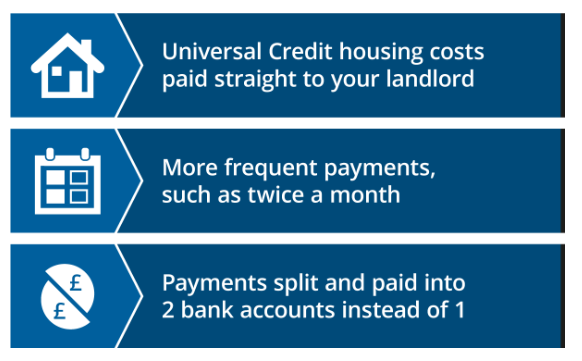 Universal Credit housing costs
paid straight to your landlord
More frequent payments,
such as twice a month
£
£
Payments split and paid into
2 bank accounts instead of 1